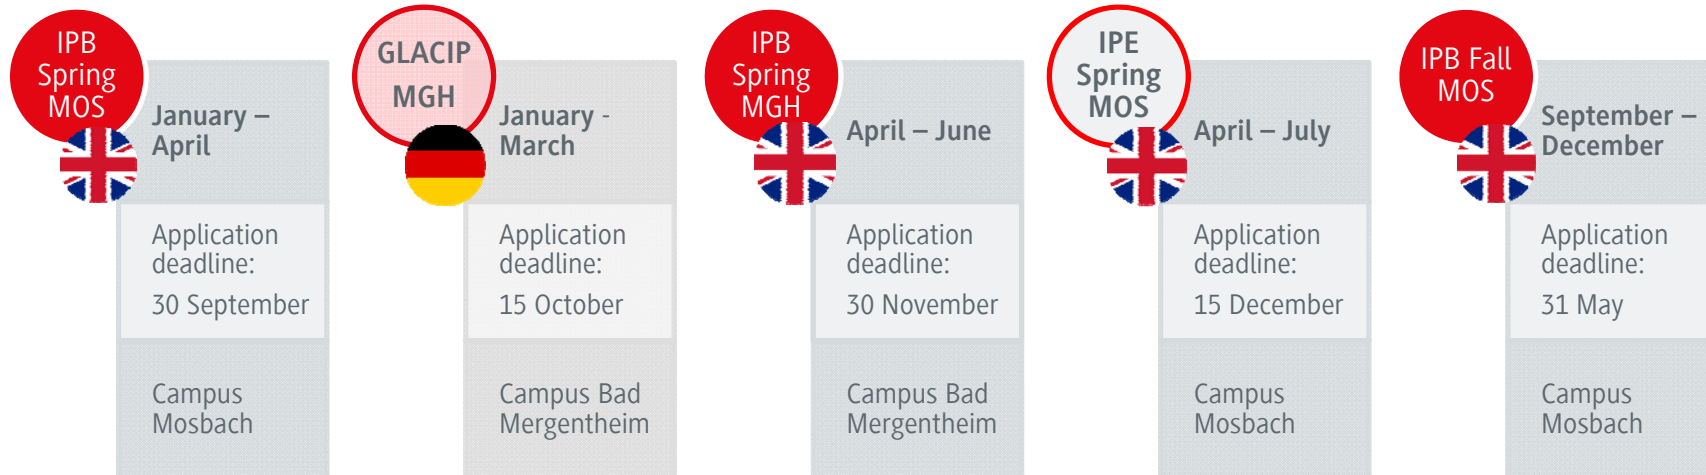 IPB
Spring
MOS
January –
April
Application
deadline:
30 September
Campus
Mosbach
GLACIP
MGH
January -
March
Application
deadline:
15 October
Campus Bad
Mergentheim
IPB
Spring
MGH
April – June
Application
deadline:
30 November
Campus Bad
Mergentheim
IPE
Spring
MOS
April – July
Application
deadline:
15 December
Campus
Mosbach
IPB Fall
MOS
September –
December
Application
deadline:
31 May
Campus
Mosbach